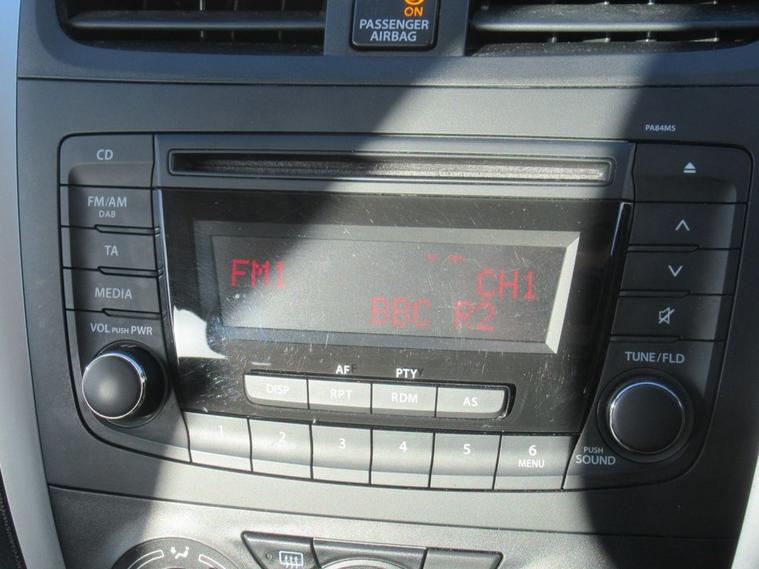 ON
PASSENGER
AIRBAG
PA84MS
CD
FM/AM
DAB
TA
MEDIA
VOL PUSH PWR
FM1 CH1
BBC R2
AF
PTY
DISP RPT RDM AS
1 2 3 4 5 6
MENU
TUNE/FLD
PUSH
SOUND